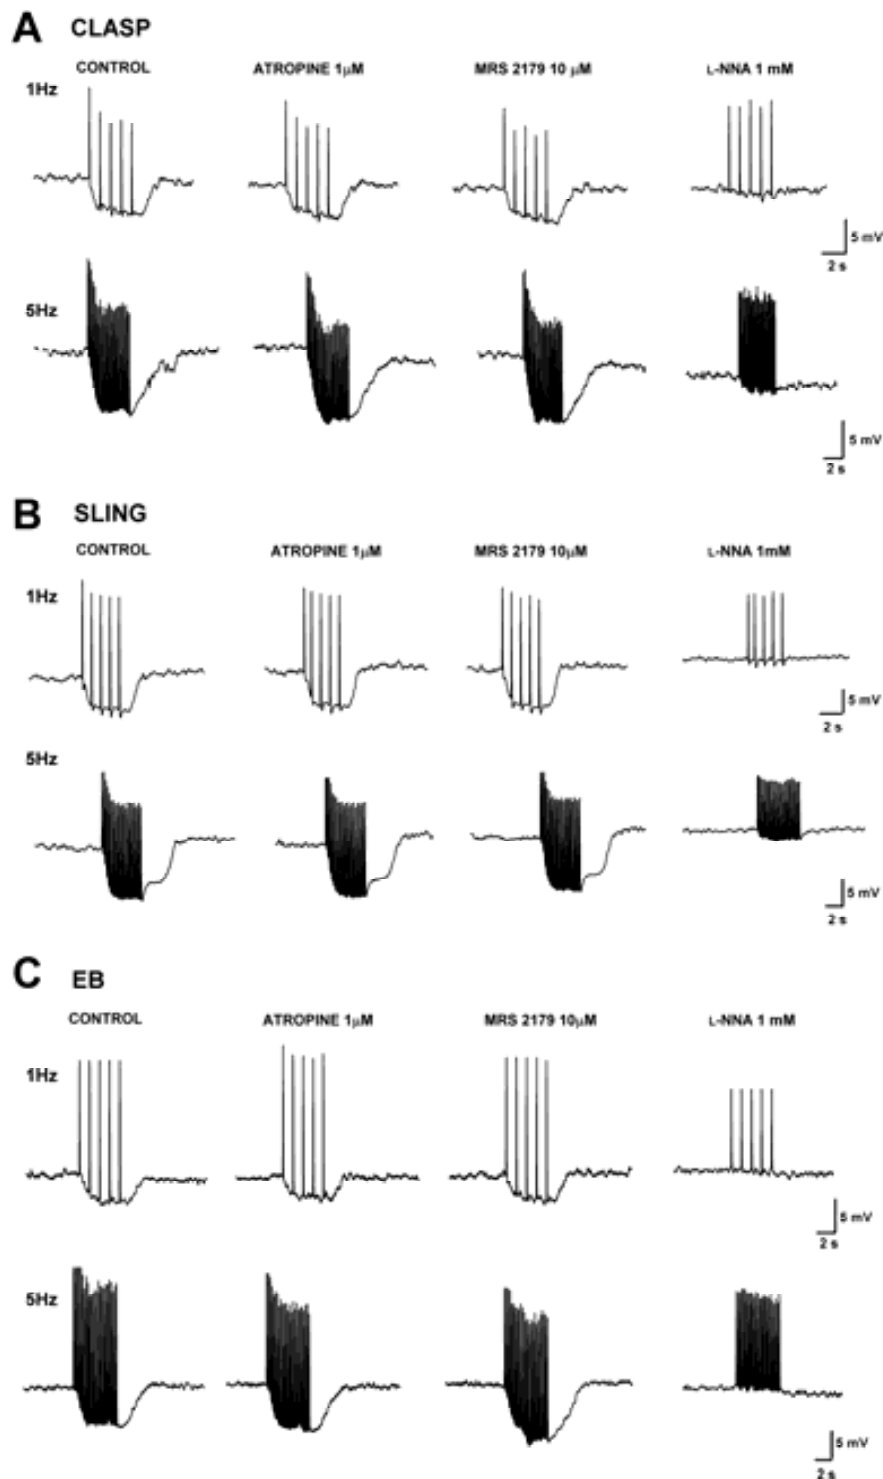 A CLASP
CONTROL ATROPINE 1µM MRS 2179 10 µM L-NNA 1 mM
1Hz
5 mV
2 s
5Hz
5 mV
2 s
B SLING
CONTROL ATROPINE 1µM MRS 2179 10µM L-NNA 1mM
1Hz
5 mV
2 s
5Hz
5 mV
2 s
C EB
CONTROL ATROPINE 1µM MRS 2179 10µM L-NNA 1 mM
1Hz
5 mV
2 s
5Hz
5 mV
2 s